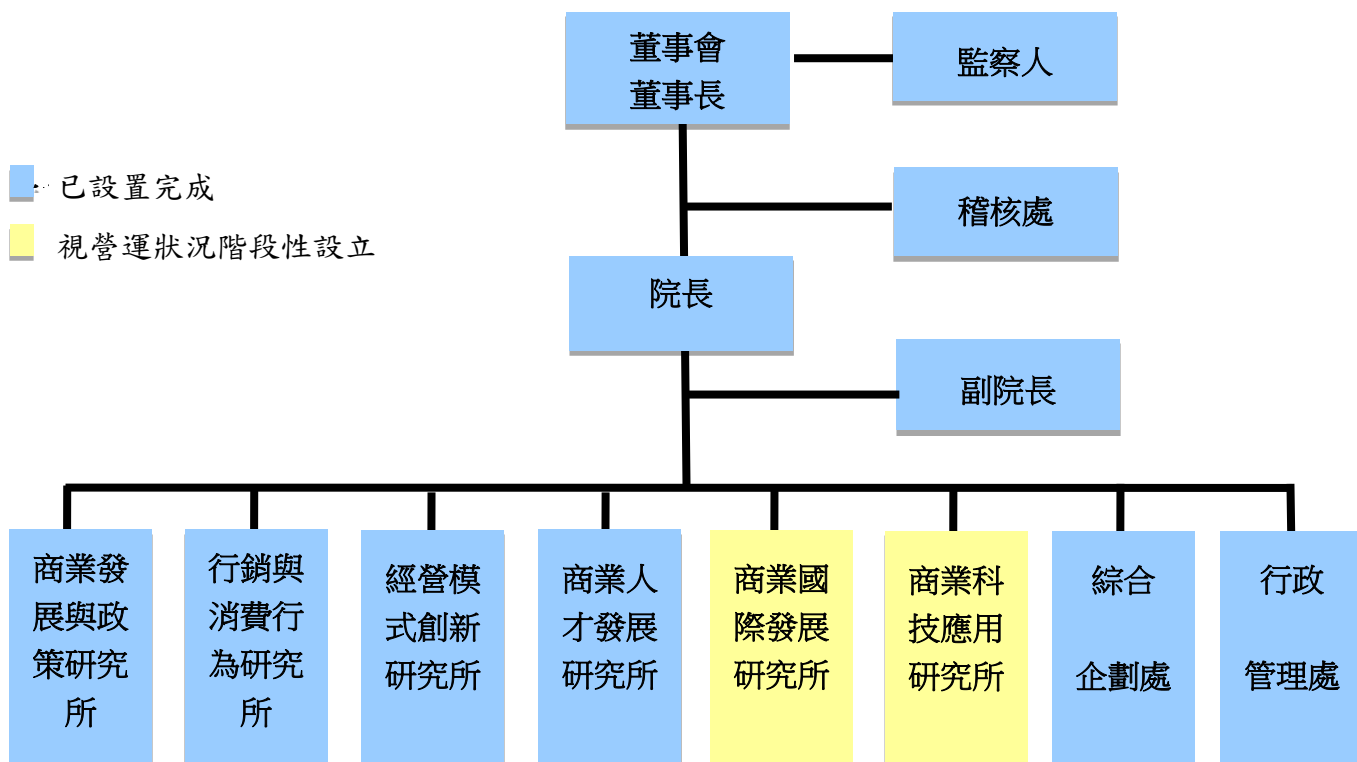 董事會
董事長
監察人
已設置完成
稽核處
視營運狀況階段性設立
院長
副院長
商業發
展與政
策研究
所
行銷與
消費行
為研究
所
經營模
式創新
研究所
商業人
才發展
研究所
商業國
際發展
研究所
商業科
技應用
研究所
綜合
企劃處
行政
管理處